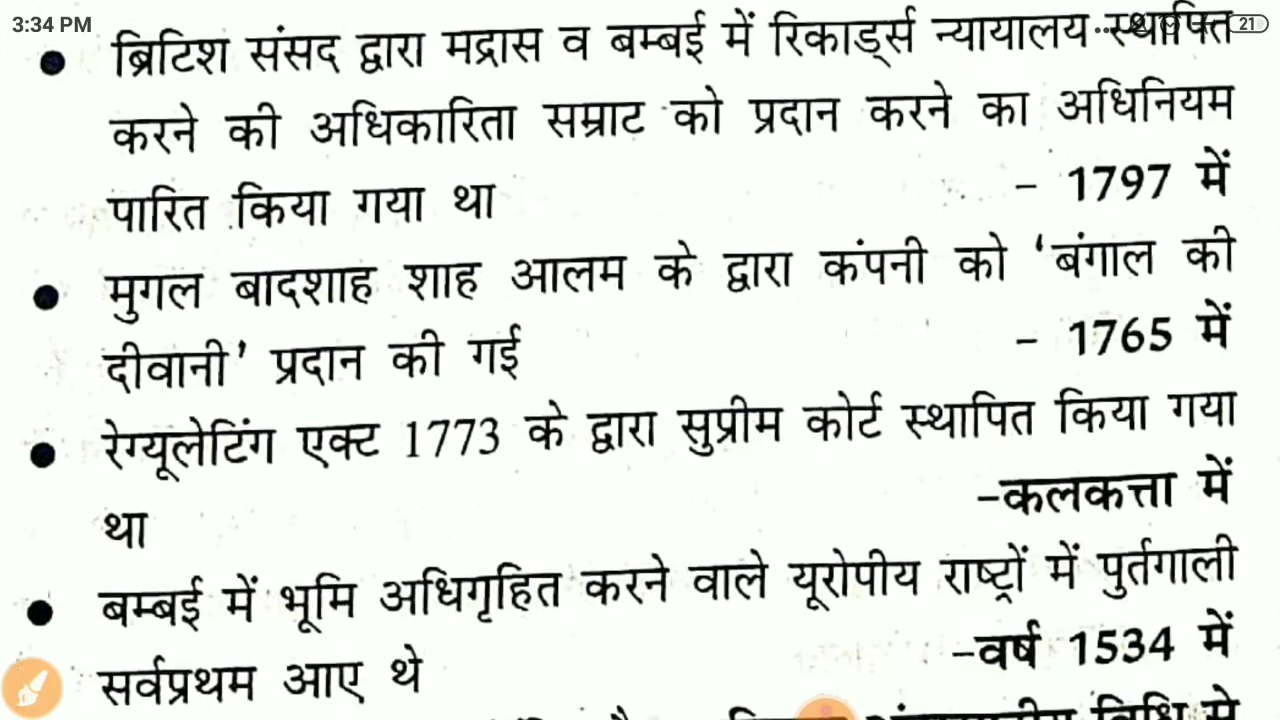 3:34 PM
21
• ब्रिटिश संसद द्वारा मद्रास व बम्बई में रिकार्ड्स न्यायालय स्थापित
करने की अधिकारिता सम्राट को प्रदान करने का अधिनियम
पारित किया गया था - 1797 में
• मुगल बादशाह शाह आलम के द्वारा कंपनी को ‘बंगाल की
दीवानी’ प्रदान की गई - 1765 में
• रेग्यूलेटिंग एक्ट 1773 के द्वारा सुप्रीम कोर्ट स्थापित किया गया
था -कलकत्ता में
• बम्बई में भूमि अधिगृहित करने वाले यूरोपीय राष्ट्रों में पुर्तगाली
सर्वप्रथम आए थे -वर्ष 1534 में